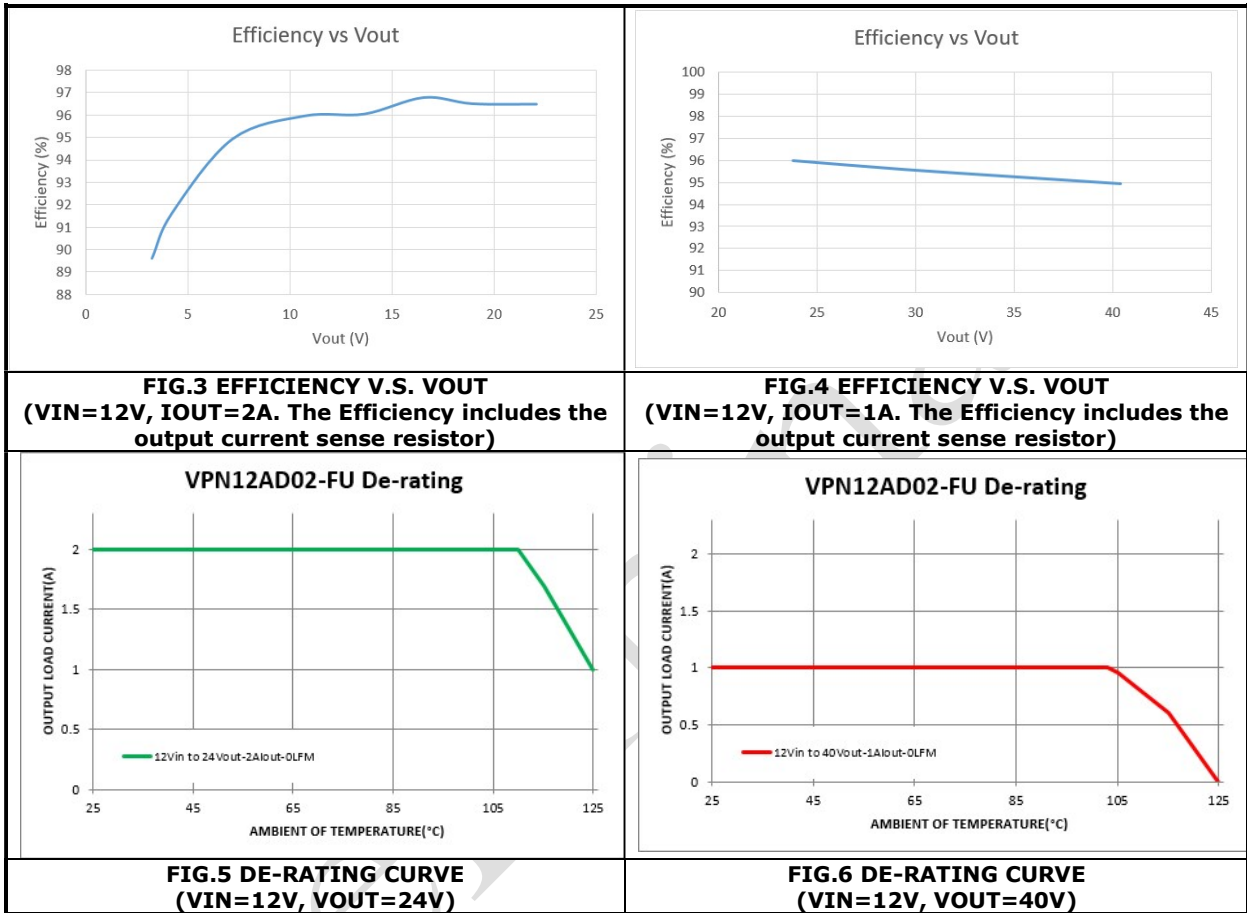 Efficiency vs Vout
98
97
96
95
94
93
92
91
90
89
88
Efficiency (%)
0 5 10 15 20 25
Vout (V)
Efficiency vs Vout
100
99
98
97
96
95
94
93
92
91
90
Efficiency (%)
20 25 30 35 40 45
Vout (V)
FIG.3 EFFICIENCY V.S. VOUT
(VIN=12V, IOUT=2A. The Efficiency includes the
output current sense resistor)
FIG.4 EFFICIENCY V.S. VOUT
(VIN=12V, IOUT=1A. The Efficiency includes the
output current sense resistor)
VPN12AD02-FU De-rating
2
1.5
1
0.5
0
OUTPUT LOAD CURRENT(A)
12Vin to 24Vout-2AIout-0LFM
25 45 65 85 105 125
AMBIENT OF TEMPERATURE(°C)
VPN12AD02-FU De-rating
2
1.5
1
0.5
0
OUTPUT LOAD CURRENT(A)
12Vin to 40Vout-1AIout-0LFM
25 45 65 85 105 125
AMBIENT OF TEMPERATURE(°C)
FIG.5 DE-RATING CURVE
(VIN=12V, VOUT=24V)
FIG.6 DE-RATING CURVE
(VIN=12V, VOUT=40V)